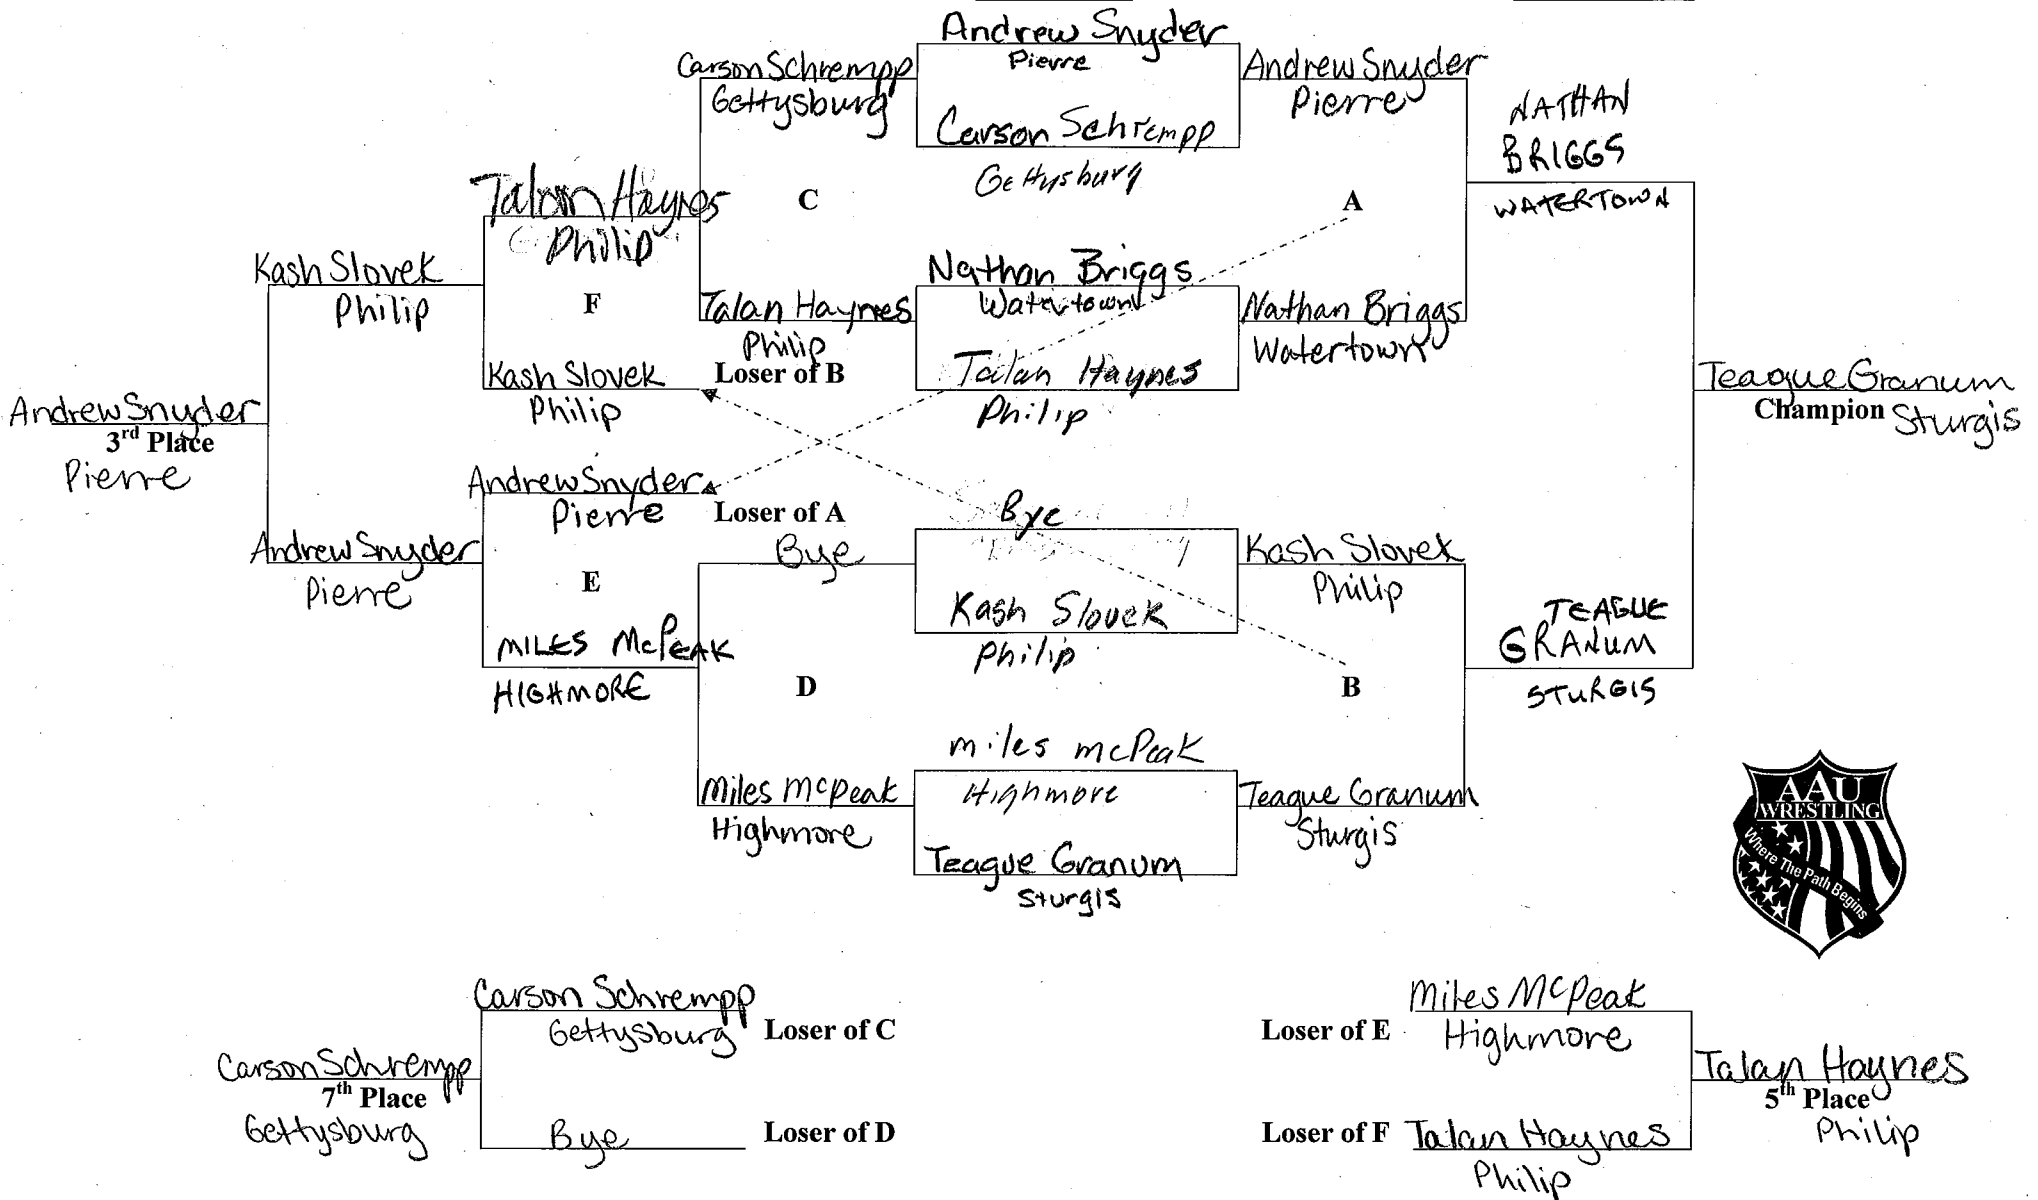 Andrew Snyder
Pierre
Carson Schrempp
Gettysburg
Carson Schrempp
Gettysburg
Andrew Snyder
Pierre
NATHAN
BRIGGS
WATERTOWN
Talan Haynes
Philip
C
A
Kash Slovek
Philip
F
Talan Haynes
Philip
Loser of B
Nathan Briggs
Watertown
Talan Haynes
Philip
Nathan Briggs
Watertown
Kash Slovek
Philip
Andrew Snyder
3rd Place
Pierre
Teague Granum
Champion
Sturgis
Andrew Snyder
Pierre
Loser of A
Bye
Bye
Kash Slovek
Philip
Kash Slovek
Philip
Andrew Snyder
Pierre
E
MILES McPEAK
HIGHMORE
D
B
TEAGUE
GRANUM
STURGIS
Miles McPeak
Highmore
miles mcPeak
Highmore
Teague Granum
Sturgis
Teague Granum
Sturgis
AAU
WRESTLING
Where The Path Begins
Carson Schrempp
Gettysburg
Loser of C
Carson Schrempp
7th Place
Gettysburg
Bye
Loser of D
Loser of E
Miles McPeak
Highmore
Talan Haynes
5th Place
Philip
Loser of F
Talan Haynes
Philip